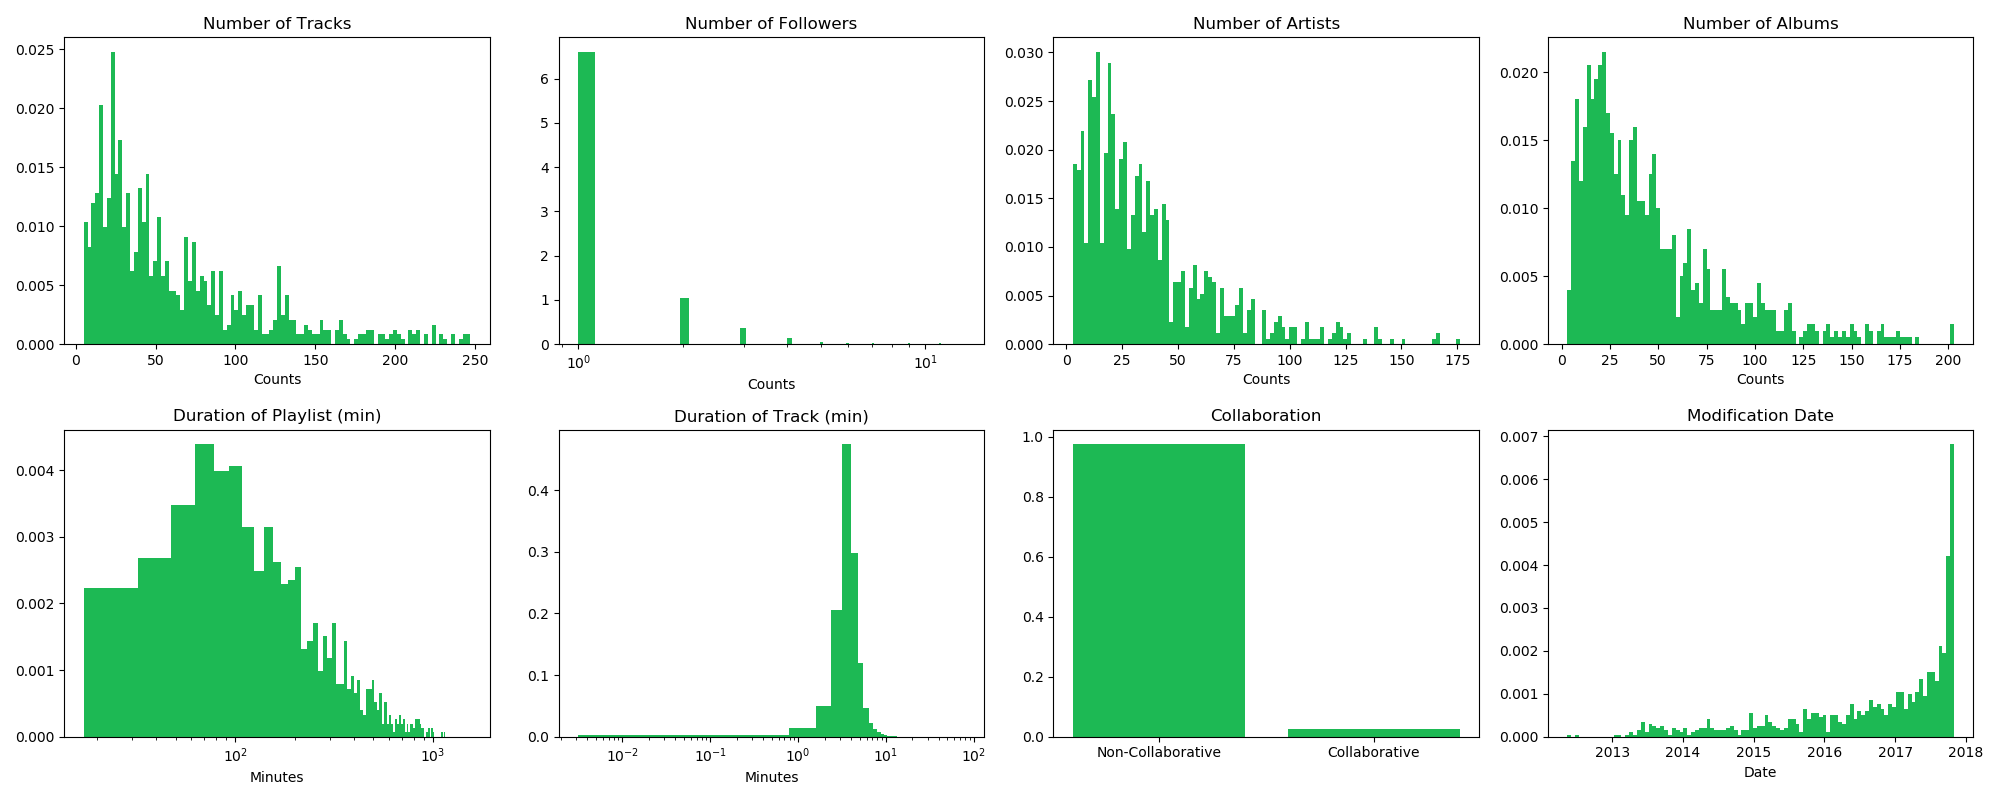 Number of Tracks
0.025
0.020
0.015
0.010
0.005
0.000
0 50 100 150 200 250
Counts
Number of Followers
6
5
4
3
2
1
0
10⁰ 10¹
Counts
Number of Artists
0.030
0.025
0.020
0.015
0.010
0.005
0.000
0 25 50 75 100 125 150 175
Counts
Number of Albums
0.020
0.015
0.010
0.005
0.000
0 25 50 75 100 125 150 175 200
Counts
Duration of Playlist (min)
0.004
0.003
0.002
0.001
0.000
10² 10³
Minutes
Duration of Track (min)
0.4
0.3
0.2
0.1
0.0
10⁻² 10⁻¹ 10⁰ 10¹ 10²
Minutes
Collaboration
1.0
0.8
0.6
0.4
0.2
0.0
Non-Collaborative Collaborative
Modification Date
0.007
0.006
0.005
0.004
0.003
0.002
0.001
0.000
2013 2014 2015 2016 2017 2018
Date